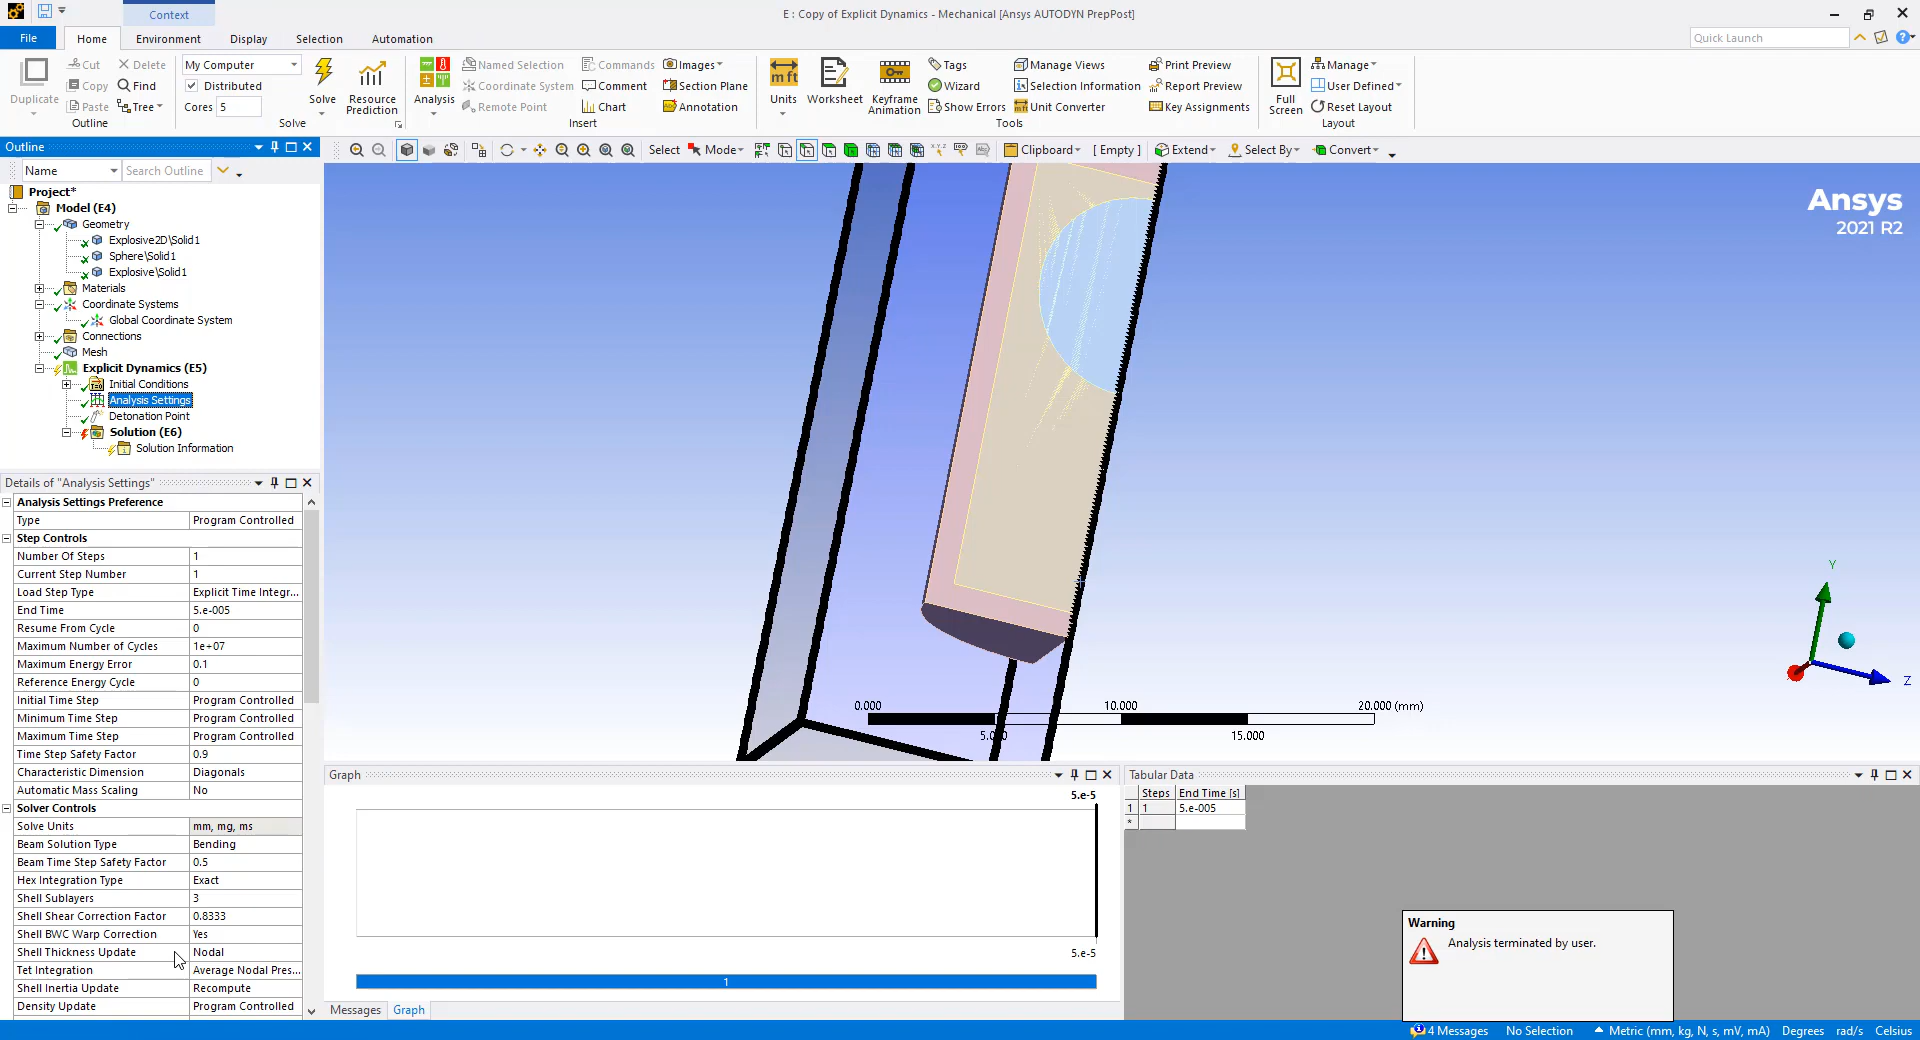 Context
E : Copy of Explicit Dynamics - Mechanical [Ansys AUTODYN PrepPost]
File Home Environment Display Selection Automation
Quick Launch
Duplicate
Cut
Copy
Paste
Delete
Find
Tree
Outline
My Computer
Distributed
Cores 5
Solve
Resource Prediction
Solve
Analysis
Named Selection
Coordinate System
Remote Point
Commands
Comment
Chart
Images
Section Plane
Annotation
Insert
mft
Units
Worksheet
Keyframe Animation
Tags
Wizard
Show Errors
Manage Views
Selection Information
Unit Converter
Print Preview
Report Preview
Key Assignments
Tools
Full Screen
Manage
User Defined
Reset Layout
Layout
Outline
Name
Search Outline
Select Mode Clipboard [ Empty ] Extend Select By Convert
Project*
Model (E4)
Geometry
Explosive2D\Solid1
Sphere\Solid1
Explosive\Solid1
Materials
Coordinate Systems
Global Coordinate System
Connections
Mesh
Explicit Dynamics (E5)
Initial Conditions
Analysis Settings
Detonation Point
Solution (E6)
Solution Information
Details of "Analysis Settings"
Analysis Settings Preference
Type Program Controlled
Step Controls
Number Of Steps 1
Current Step Number 1
Load Step Type Explicit Time Integr...
End Time 5.e-005
Resume From Cycle 0
Maximum Number of Cycles 1e+07
Maximum Energy Error 0.1
Reference Energy Cycle 0
Initial Time Step Program Controlled
Minimum Time Step Program Controlled
Maximum Time Step Program Controlled
Time Step Safety Factor 0.9
Characteristic Dimension Diagonals
Automatic Mass Scaling No
Solver Controls
Solve Units mm, mg, ms
Beam Solution Type Bending
Beam Time Step Safety Factor 0.5
Hex Integration Type Exact
Shell Sublayers 3
Shell Shear Correction Factor 0.8333
Shell BWC Warp Correction Yes
Shell Thickness Update Nodal
Tet Integration Average Nodal Pres...
Shell Inertia Update Recompute
Density Update Program Controlled
Ansys
2021 R2
Y
Z
0.000 10.000 20.000 (mm)
15.000
Graph
5.e-5
5.e-5
1
Messages Graph
Tabular Data
Steps End Time [s]
1 1 5.e-005
*
Warning
Analysis terminated by user.
4 Messages No Selection Metric (mm, kg, N, s, mV, mA) Degrees rad/s Celsius